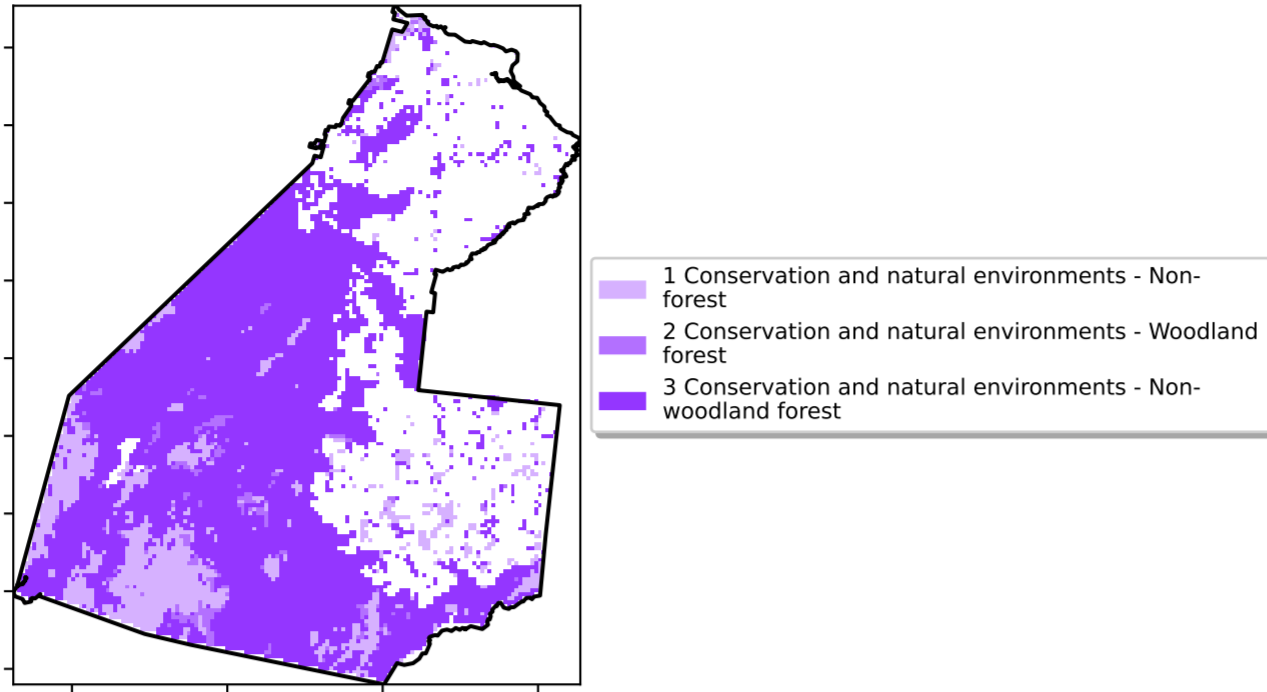 1 Conservation and natural environments - Non-
forest
2 Conservation and natural environments - Woodland
forest
3 Conservation and natural environments - Non-
woodland forest